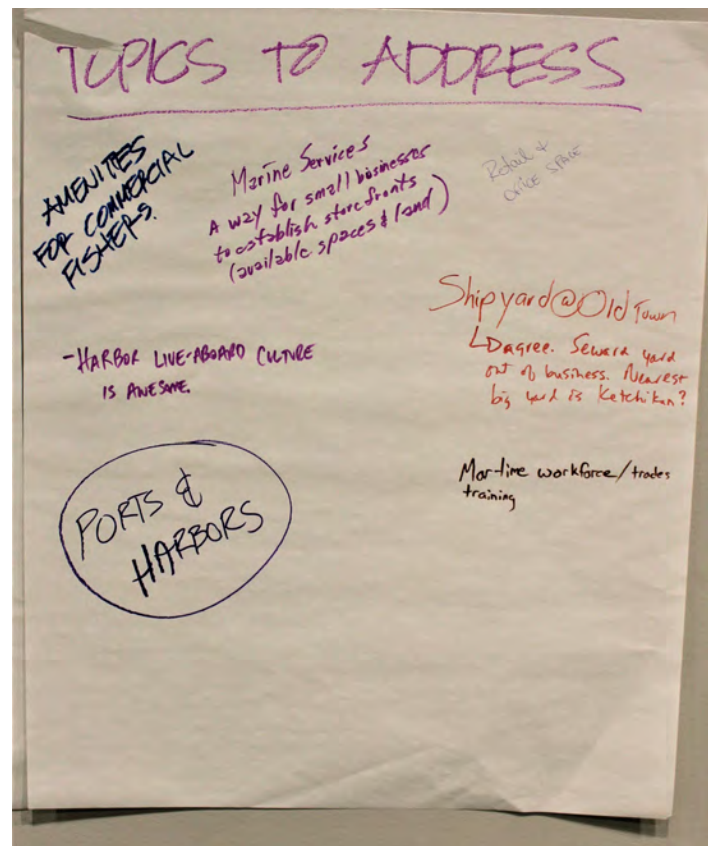 TOPICS TO ADDRESS
AMENITIES
FOR COMMERCIAL
FISHERS.
Marine Services
A way for small businesses
to establish storefronts
(available spaces & land)
Retail &
office SPACE
Shipyard@Old Town
Dagree. Seward yard
out of business. Nearest
big yard is Ketchikan?
-HARBOR LIVE-ABOARD CULTURE
IS AWESOME.
Maritime workforce/trades
training
PORTS &
HARBORS